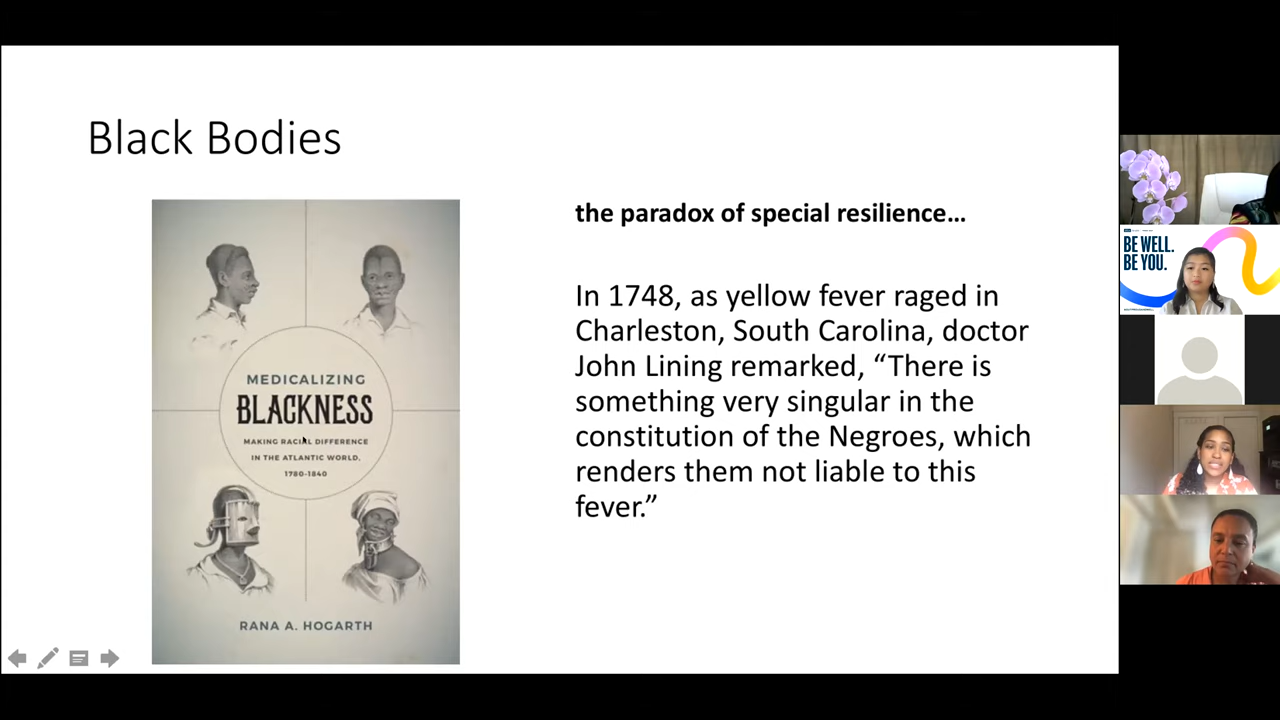 Black Bodies
MEDICALIZING
BLACKNESS
MAKING RACIAL DIFFERENCE
IN THE ATLANTIC WORLD,
1780-1840
RANA A. HOGARTH
the paradox of special resilience…
In 1748, as yellow fever raged in
Charleston, South Carolina, doctor
John Lining remarked, “There is
something very singular in the
constitution of the Negroes, which
renders them not liable to this
fever.”
BE WELL.
BE YOU.